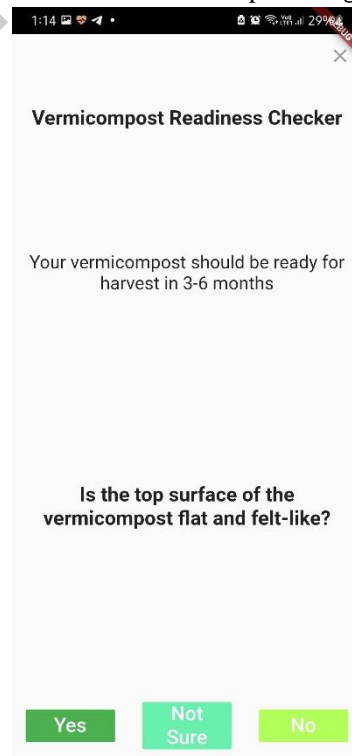 1:14 29%
Vermicompost Readiness Checker
Your vermicompost should be ready for
harvest in 3-6 months
Is the top surface of the
vermicompost flat and felt-like?
Yes
Not
Sure
No